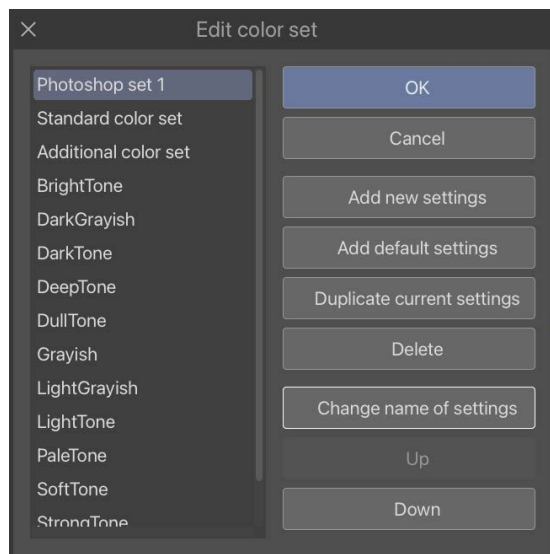 Edit color set
Photoshop set 1
Standard color set
Additional color set
BrightTone
DarkGrayish
DarkTone
DeepTone
DullTone
Grayish
LightGrayish
LightTone
PaleTone
SoftTone
StrongTone
OK
Cancel
Add new settings
Add default settings
Duplicate current settings
Delete
Change name of settings
Up
Down